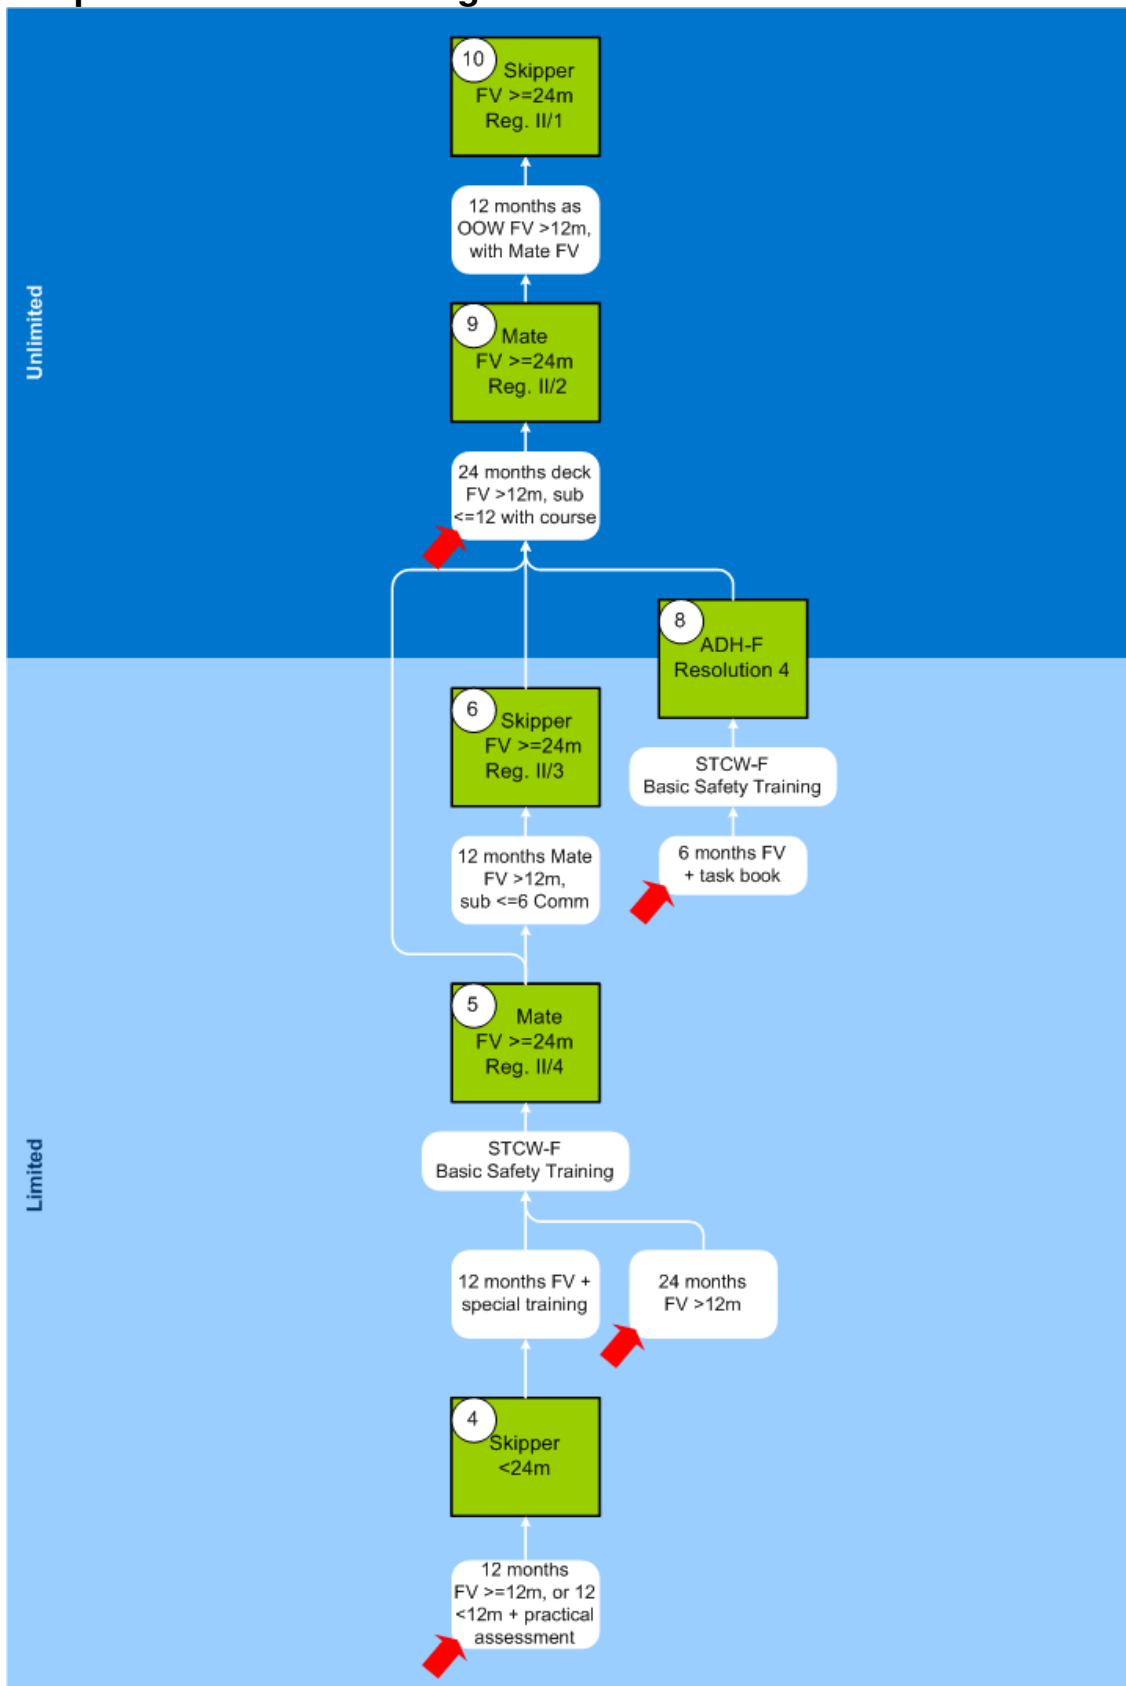 10
Skipper
FV >=24m
Reg. II/1
12 months as
OOW FV >12m,
with Mate FV
Unlimited
9
Mate
FV >=24m
Reg. II/2
24 months deck
FV >12m, sub
<=12 with course
8
ADH-F
Resolution 4
6
Skipper
FV >=24m
Reg. II/3
STCW-F
Basic Safety Training
12 months Mate
FV >12m,
sub <=6 Comm
6 months FV
+ task book
5
Mate
FV >=24m
Reg. II/4
Limited
STCW-F
Basic Safety Training
12 months FV +
special training
24 months
FV >12m
4
Skipper
<24m
12 months
FV >=12m, or 12
<12m + practical
assessment